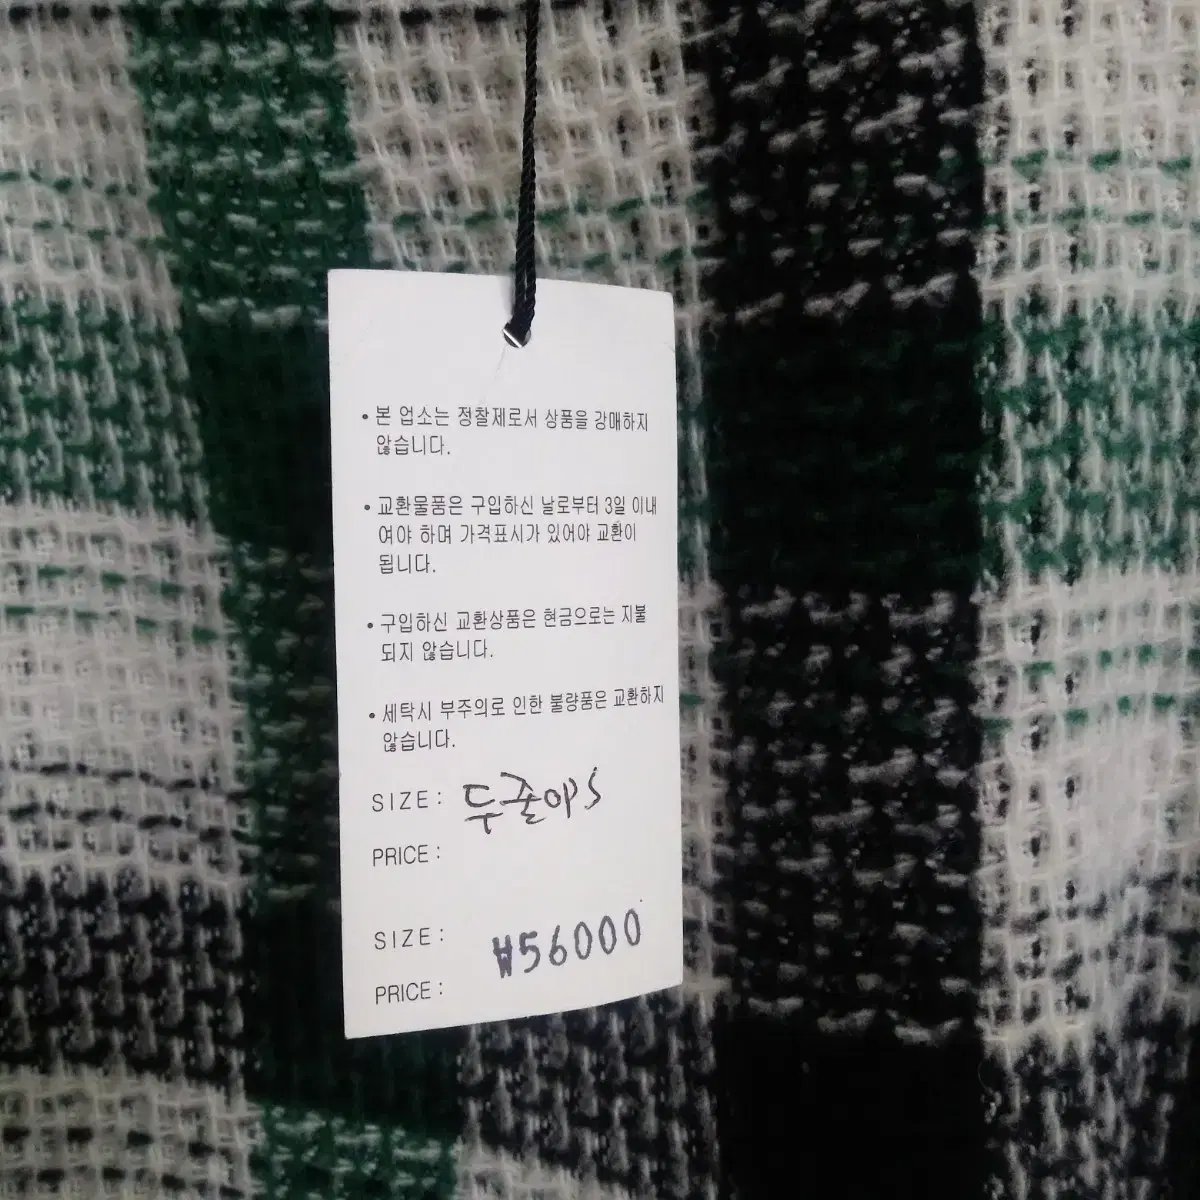 • 본 업소는 정찰제로서 상품을 강매하지
않습니다.
• 교환물품은 구입하신 날로부터 3일 이내
여야 하며 가격표시가 있어야 교환이
됩니다.
• 구입하신 교환상품은 현금으로는 지불
되지 않습니다.
• 세탁시 부주의로 인한 불량품은 교환하지
않습니다.
SIZE : 두줄ops
PRICE :
SIZE :
₩56000
PRICE :